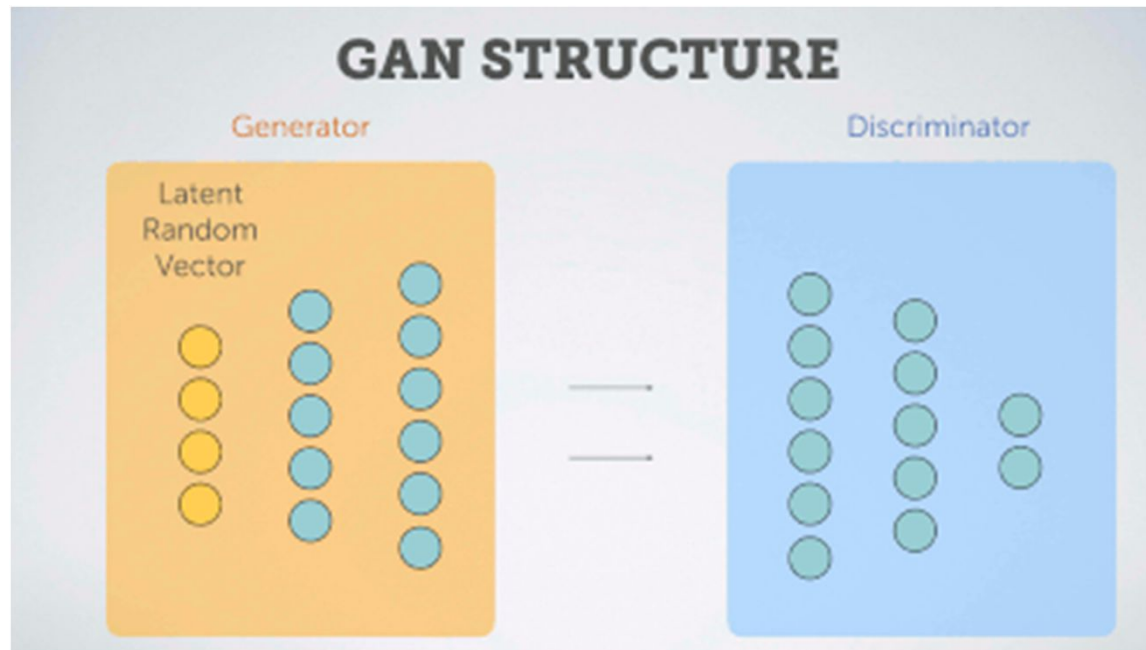 GAN STRUCTURE
Generator
Discriminator
Latent
Random
Vector